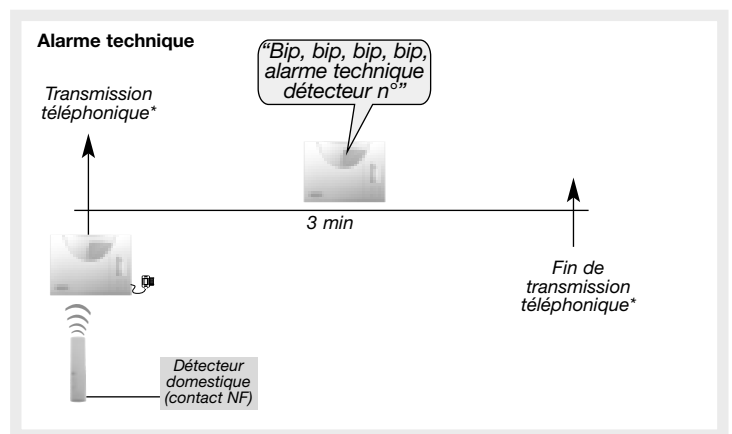 Alarme technique
“Bip, bip, bip, bip,
alarme technique
détecteur n°”
Transmission
téléphonique*
3 min
Fin de
transmission
téléphonique*
Détecteur
domestique
(contact NF)